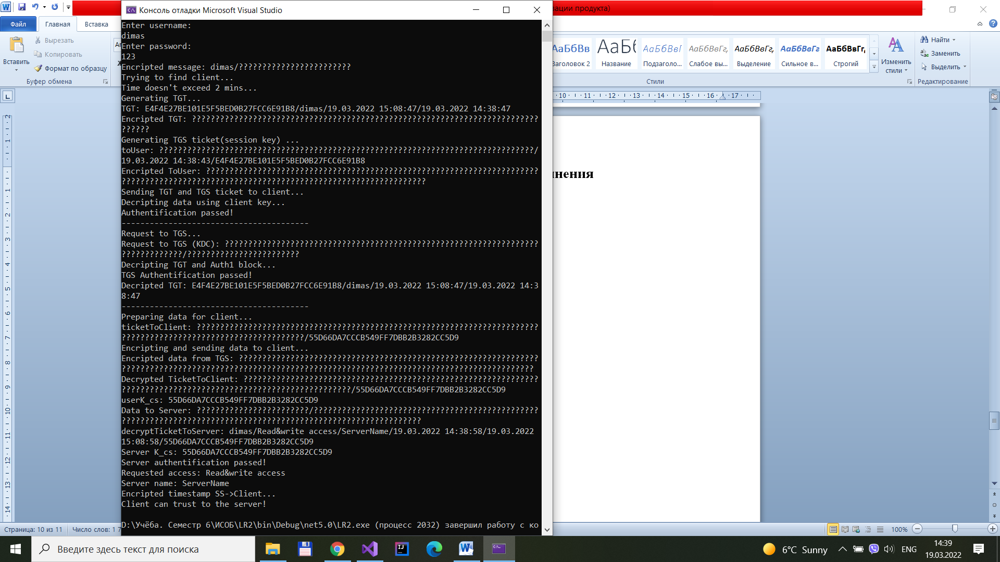 Консоль отладки Microsoft Visual Studio
ации продукта)
Файл
Главная
Вставка
Вставить
Вырезать
Копировать
Формат по образцу
Буфер обмена
Заголовок 2
Название
Подзаголо...
Слабое вы...
Выделение
Сильное в...
Строгий
Изменить стили
Стили
Найти
Заменить
Выделить
Редактирование
Enter username:
dimas
Enter password:
123
Encripted message: dimas/????????????????????????
Trying to find client...
Time doesn't exceed 2 mins...
Generating TGT...
TGT: E4F4E27BE101E5F5BED0B27FCC6E91B8/dimas/19.03.2022 15:08:47/19.03.2022 14:38:47
Encripted TGT: ??????????????????????????????????????????????????????????????????????????
??????
Generating TGS ticket(session key) ...
toUser: ????????????????????????????????????????????????????????????????????????????????/
19.03.2022 14:38:43/E4F4E27BE101E5F5BED0B27FCC6E91B8
Encripted ToUser: ???????????????????????????????????????????????????????????????????????
?????????????????????????????????????????????????????????????????
Sending TGT and TGS ticket to client...
Decripting data using client key...
Authentification passed!
----------------------------------------
Request to TGS...
Request to TGS (KDC): ???????????????????????????????????????????????????????????????????
?????????????/????????????????????????
Decripting TGT and Auth1 block...
TGS Authentification passed!
Decripted TGT: E4F4E27BE101E5F5BED0B27FCC6E91B8/dimas/19.03.2022 15:08:47/19.03.2022 14:3
8:47
----------------------------------------
Preparing data for client...
ticketToClient: ?????????????????????????????????????????????????????????????????????????
???????????????????????????????????????/55D66DA7CCCB549FF7DBB2B3282CC5D9
Encripting and sending data to client...
Encripted data from TGS: ????????????????????????????????????????????????????????????????
????????????????????????????????????????????????????????????????????????????????????????
Decrypted TicketToClient: ???????????????????????????????????????????????????????????????
?????????????????????????????????????????????????/55D66DA7CCCB549FF7DBB2B3282CC5D9
userK_cs: 55D66DA7CCCB549FF7DBB2B3282CC5D9
Data to Server: ????????????????????????/????????????????????????????????????????????????
????????????????????????????????????????????????????????????????
decryptTicketToServer: dimas/Read&write access/ServerName/19.03.2022 14:38:58/19.03.2022
15:08:58/55D66DA7CCCB549FF7DBB2B3282CC5D9
Server K_cs: 55D66DA7CCCB549FF7DBB2B3282CC5D9
Server authentification passed!
Requested access: Read&write access
Server name: ServerName
Encripted timestamp SS->Client...
Client can trust to the server!
D:\Учёба. Семестр 6\ИСОБ\LR2\bin\Debug\net5.0\LR2.exe (процесс 2032) завершил работу с ко
нения
Страница: 10 из 11
Число слов: 1 7
100%
Введите здесь текст для поиска
6°C Sunny
ENG
14:39
19.03.2022